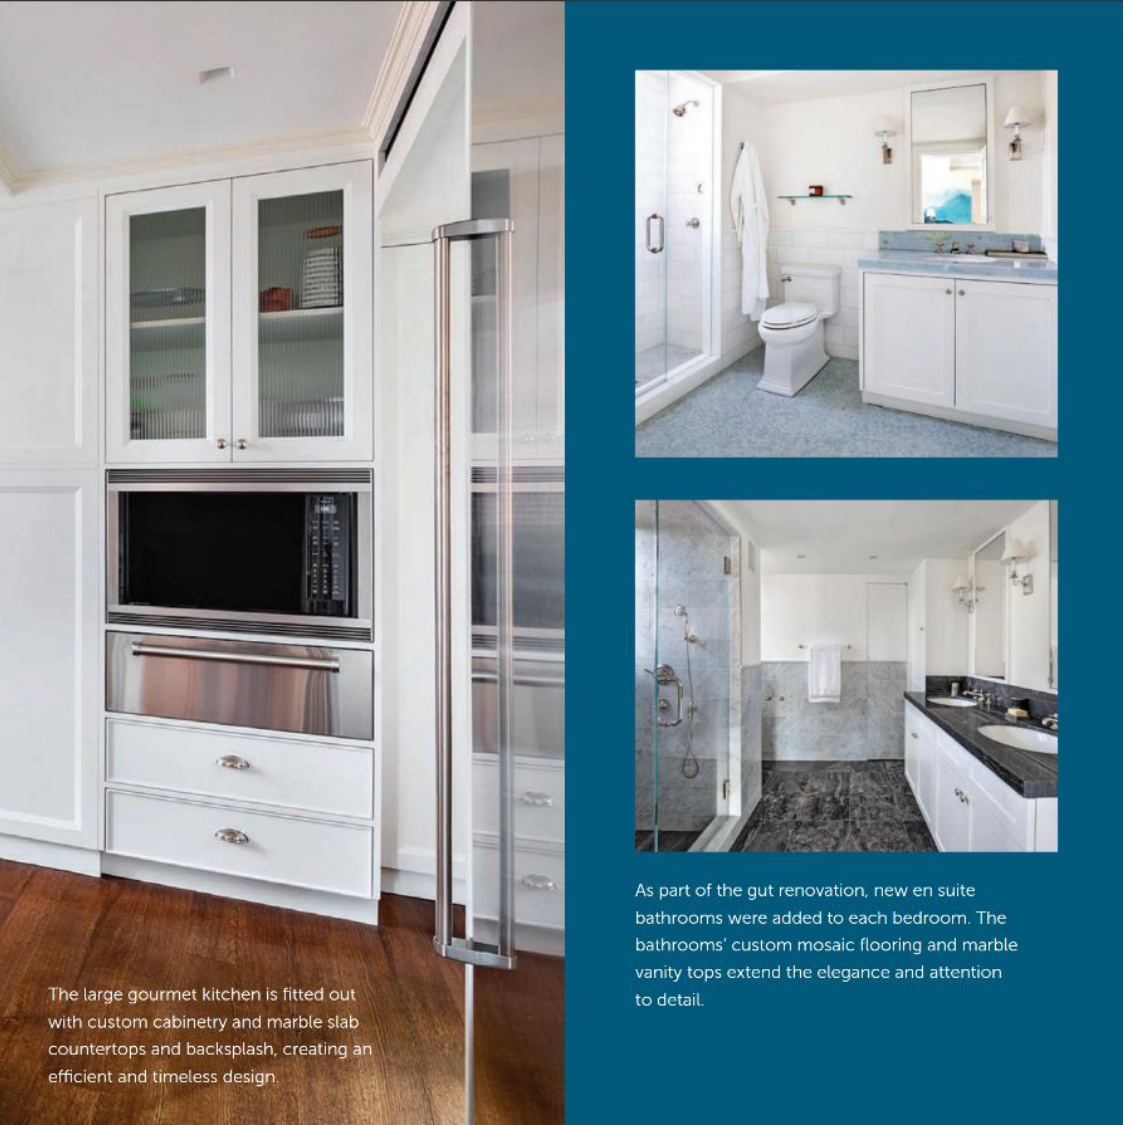 The large gourmet kitchen is fitted out
with custom cabinetry and marble slab
countertops and backsplash, creating an
efficient and timeless design.
As part of the gut renovation, new en suite
bathrooms were added to each bedroom. The
bathrooms' custom mosaic flooring and marble
vanity tops extend the elegance and attention
to detail.